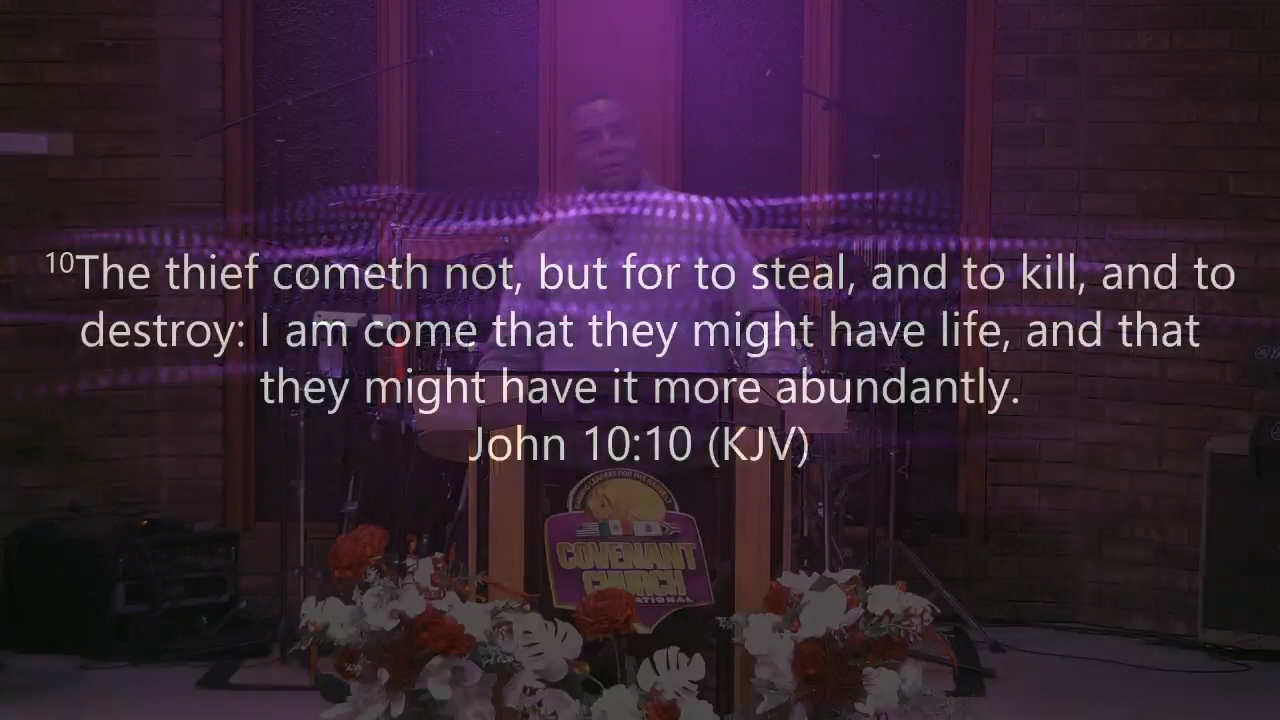 ¹⁰The thief cometh not, but for to steal, and to kill, and to
destroy: I am come that they might have life, and that
they might have it more abundantly.
John 10:10 (KJV)
COVENANT
CHURCH